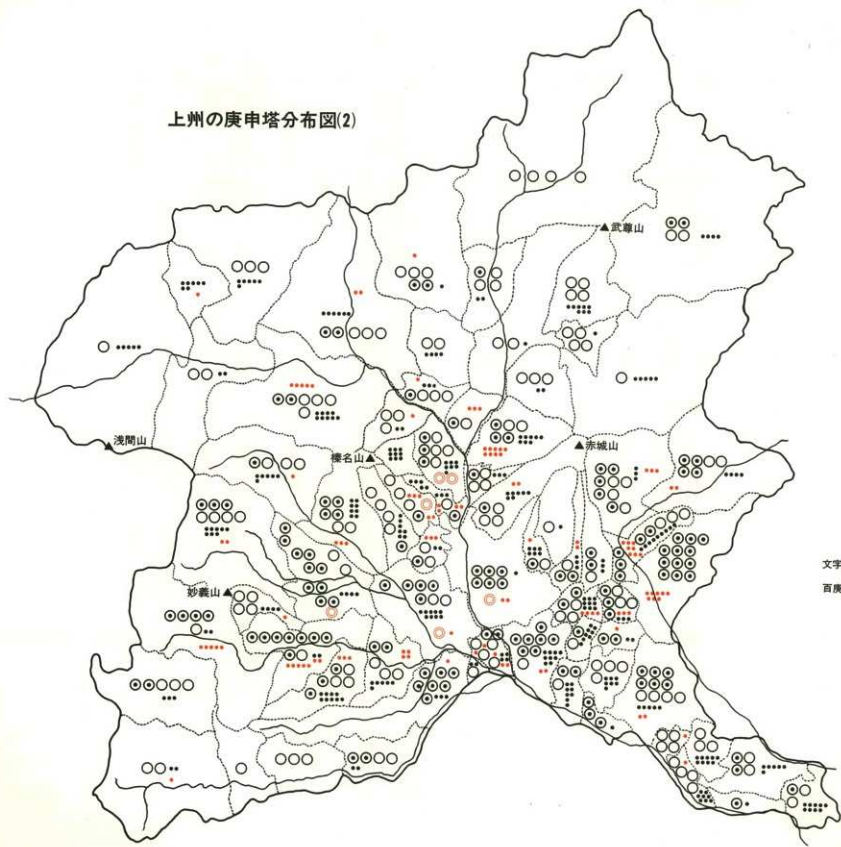 上州の庚申塔分布図(2)
▲武尊山
▲浅間山
榛名山▲
▲赤城山
妙義山▲
文字
百庚